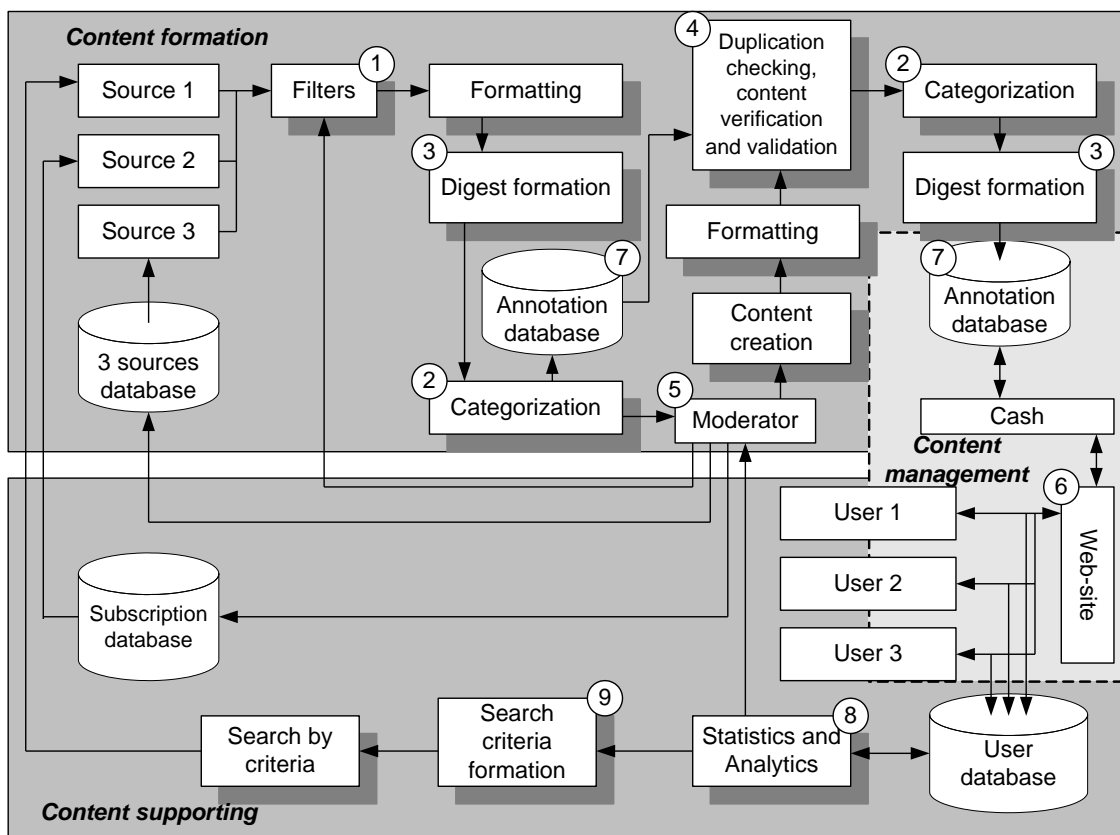 Content formation
Source 1
Source 2
Source 3
3 sources
database
1
Filters
Formatting
3
Digest formation
7
Annotation
database
2
Categorization
4
Duplication
checking,
content
verification
and validation
Formatting
Content
creation
5
Moderator
2
Categorization
3
Digest formation
7
Annotation
database
Cash
Content
management
6
Web-site
User 1
User 2
User 3
Subscription
database
Search by
criteria
9
Search
criteria
formation
8
Statistics and
Analytics
User
database
Content supporting